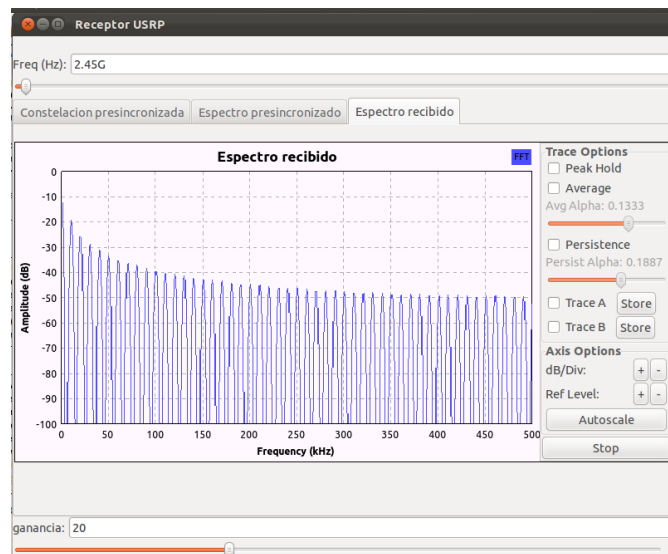 Receptor USRP
Freq (Hz): 2.45G
Constelacion presincronizada Espectro presincronizado Espectro recibido
Espectro recibido
FFT
0
-10
-20
-30
-40
-50
-60
-70
-80
-90
-100
Amplitude (dB)
0 50 100 150 200 250 300 350 400 450 500
Frequency (kHz)
Trace Options
Peak Hold
Average
Avg Alpha: 0.1333
Persistence
Persist Alpha: 0.1887
Trace A Store
Trace B Store
Axis Options
dB/Div: + -
Ref Level: + -
Autoscale
Stop
ganancia: 20